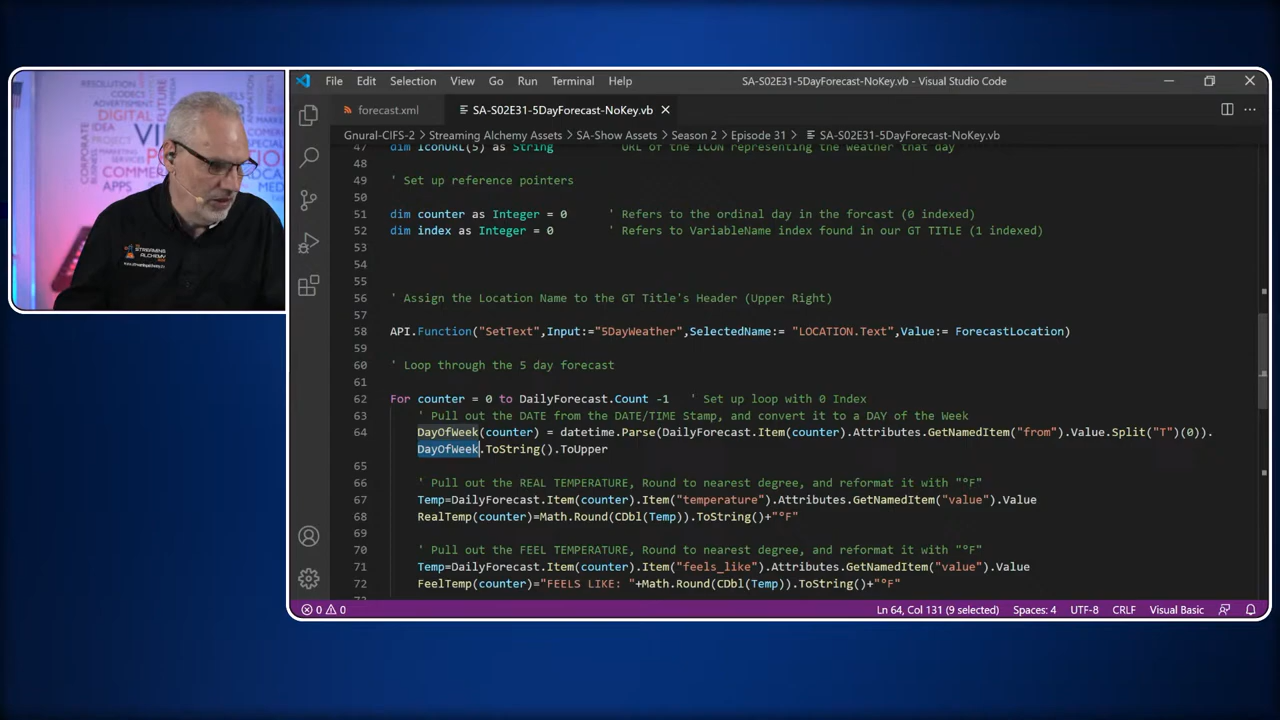 RESOLUTION
CODECS
ADVERTISEMENT
DIGITAL
FUTURE
IDEA
PROJECT
CORPORATE
BUSINESS
MARKETING
SERVICES
APPS
STREAMING
ALCHEMY
File Edit Selection View Go Run Terminal Help SA-S02E31-5DayForecast-NoKey.vb - Visual Studio Code
forecast.xml SA-S02E31-5DayForecast-NoKey.vb
Gnural-CIFS-2 > Streaming Alchemy Assets > SA-Show Assets > Season 2 > Episode 31 > SA-S02E31-5DayForecast-NoKey.vb
47 dim IconURL(5) as String ' URL of the ICON representing the weather that day
48
49 ' Set up reference pointers
50
51 dim counter as Integer = 0 ' Refers to the ordinal day in the forcast (0 indexed)
52 dim index as Integer = 0 ' Refers to VariableName index found in our GT TITLE (1 indexed)
53
54
55
56 ' Assign the Location Name to the GT Title's Header (Upper Right)
57
58 API.Function("SetText",Input:="5DayWeather",SelectedName:= "LOCATION.Text",Value:= ForecastLocation)
59
60 ' Loop through the 5 day forecast
61
62 For counter = 0 to DailyForecast.Count -1 ' Set up loop with 0 Index
63 ' Pull out the DATE from the DATE/TIME Stamp, and convert it to a DAY of the Week
64 DayOfWeek(counter) = datetime.Parse(DailyForecast.Item(counter).Attributes.GetNamedItem("from").Value.Split("T")(0)).
DayOfWeek.ToString().ToUpper
65
66 ' Pull out the REAL TEMPERATURE, Round to nearest degree, and reformat it with "°F"
67 Temp=DailyForecast.Item(counter).Item("temperature").Attributes.GetNamedItem("value").Value
68 RealTemp(counter)=Math.Round(CDbl(Temp)).ToString()+"°F"
69
70 ' Pull out the FEEL TEMPERATURE, Round to nearest degree, and reformat it with "°F"
71 Temp=DailyForecast.Item(counter).Item("feels_like").Attributes.GetNamedItem("value").Value
72 FeelTemp(counter)="FEELS LIKE: "+Math.Round(CDbl(Temp)).ToString()+"°F"
0 0 Ln 64, Col 131 (9 selected) Spaces: 4 UTF-8 CRLF Visual Basic